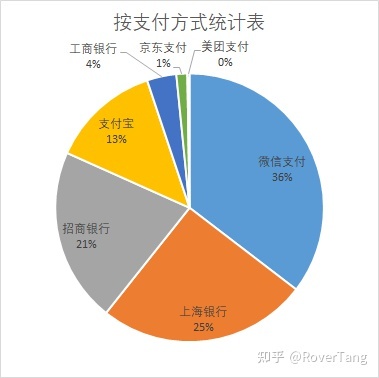 按支付方式统计表
工商银行
4%
京东支付
1%
美团支付
0%
支付宝
13%
微信支付
36%
招商银行
21%
上海银行
25%
知乎 @RoverTang